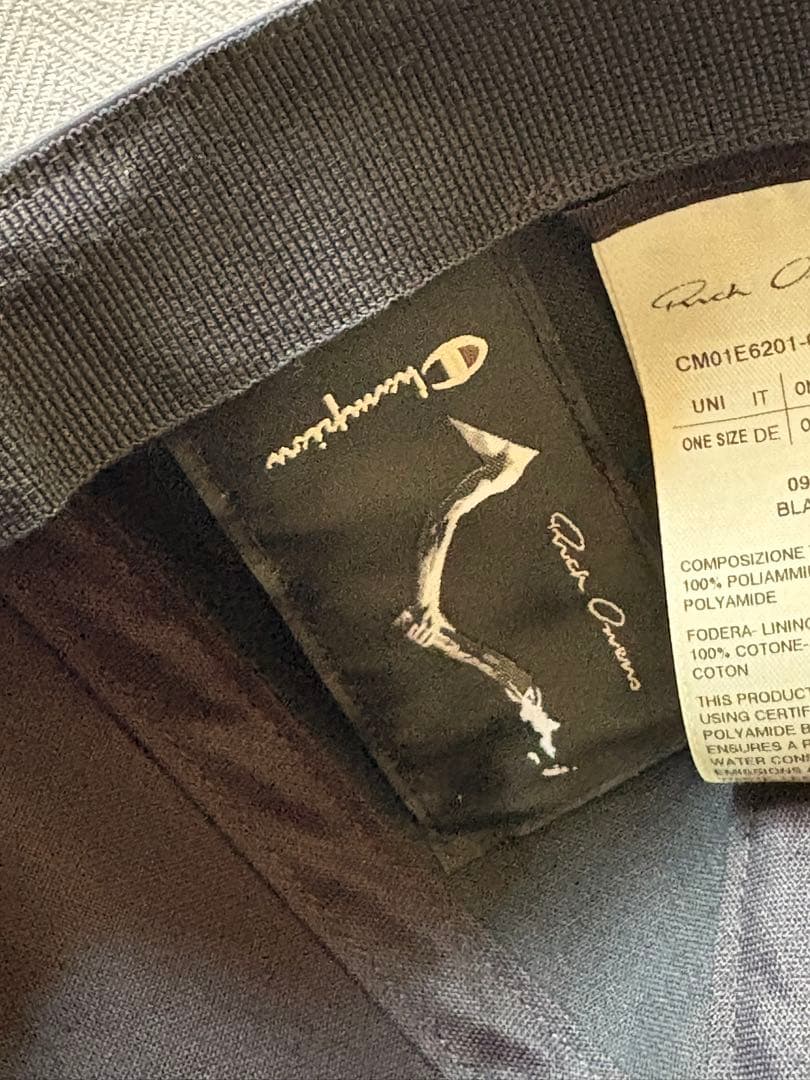 Champion
Rick Owens
Rick O
CM01E6201-
UNI IT
ONE SIZE DE
09
BLA
COMPOSIZIONE
100% POLIAMMI
POLYAMIDE
FODERA- LINING
100% COTONE-
COTON
THIS PRODUCT
USING CERTIF
POLYAMIDE B
ENSURES A R
WATER CONS
EMISSIONS